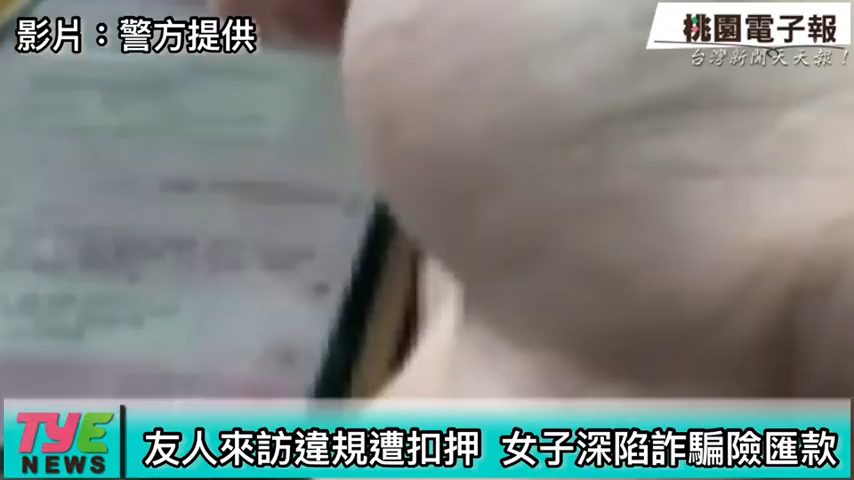 影片：警方提供
桃園電子報
台灣新聞天天報！
TYE
NEWS
友人來訪違規遭扣押 女子深陷詐騙險匯款